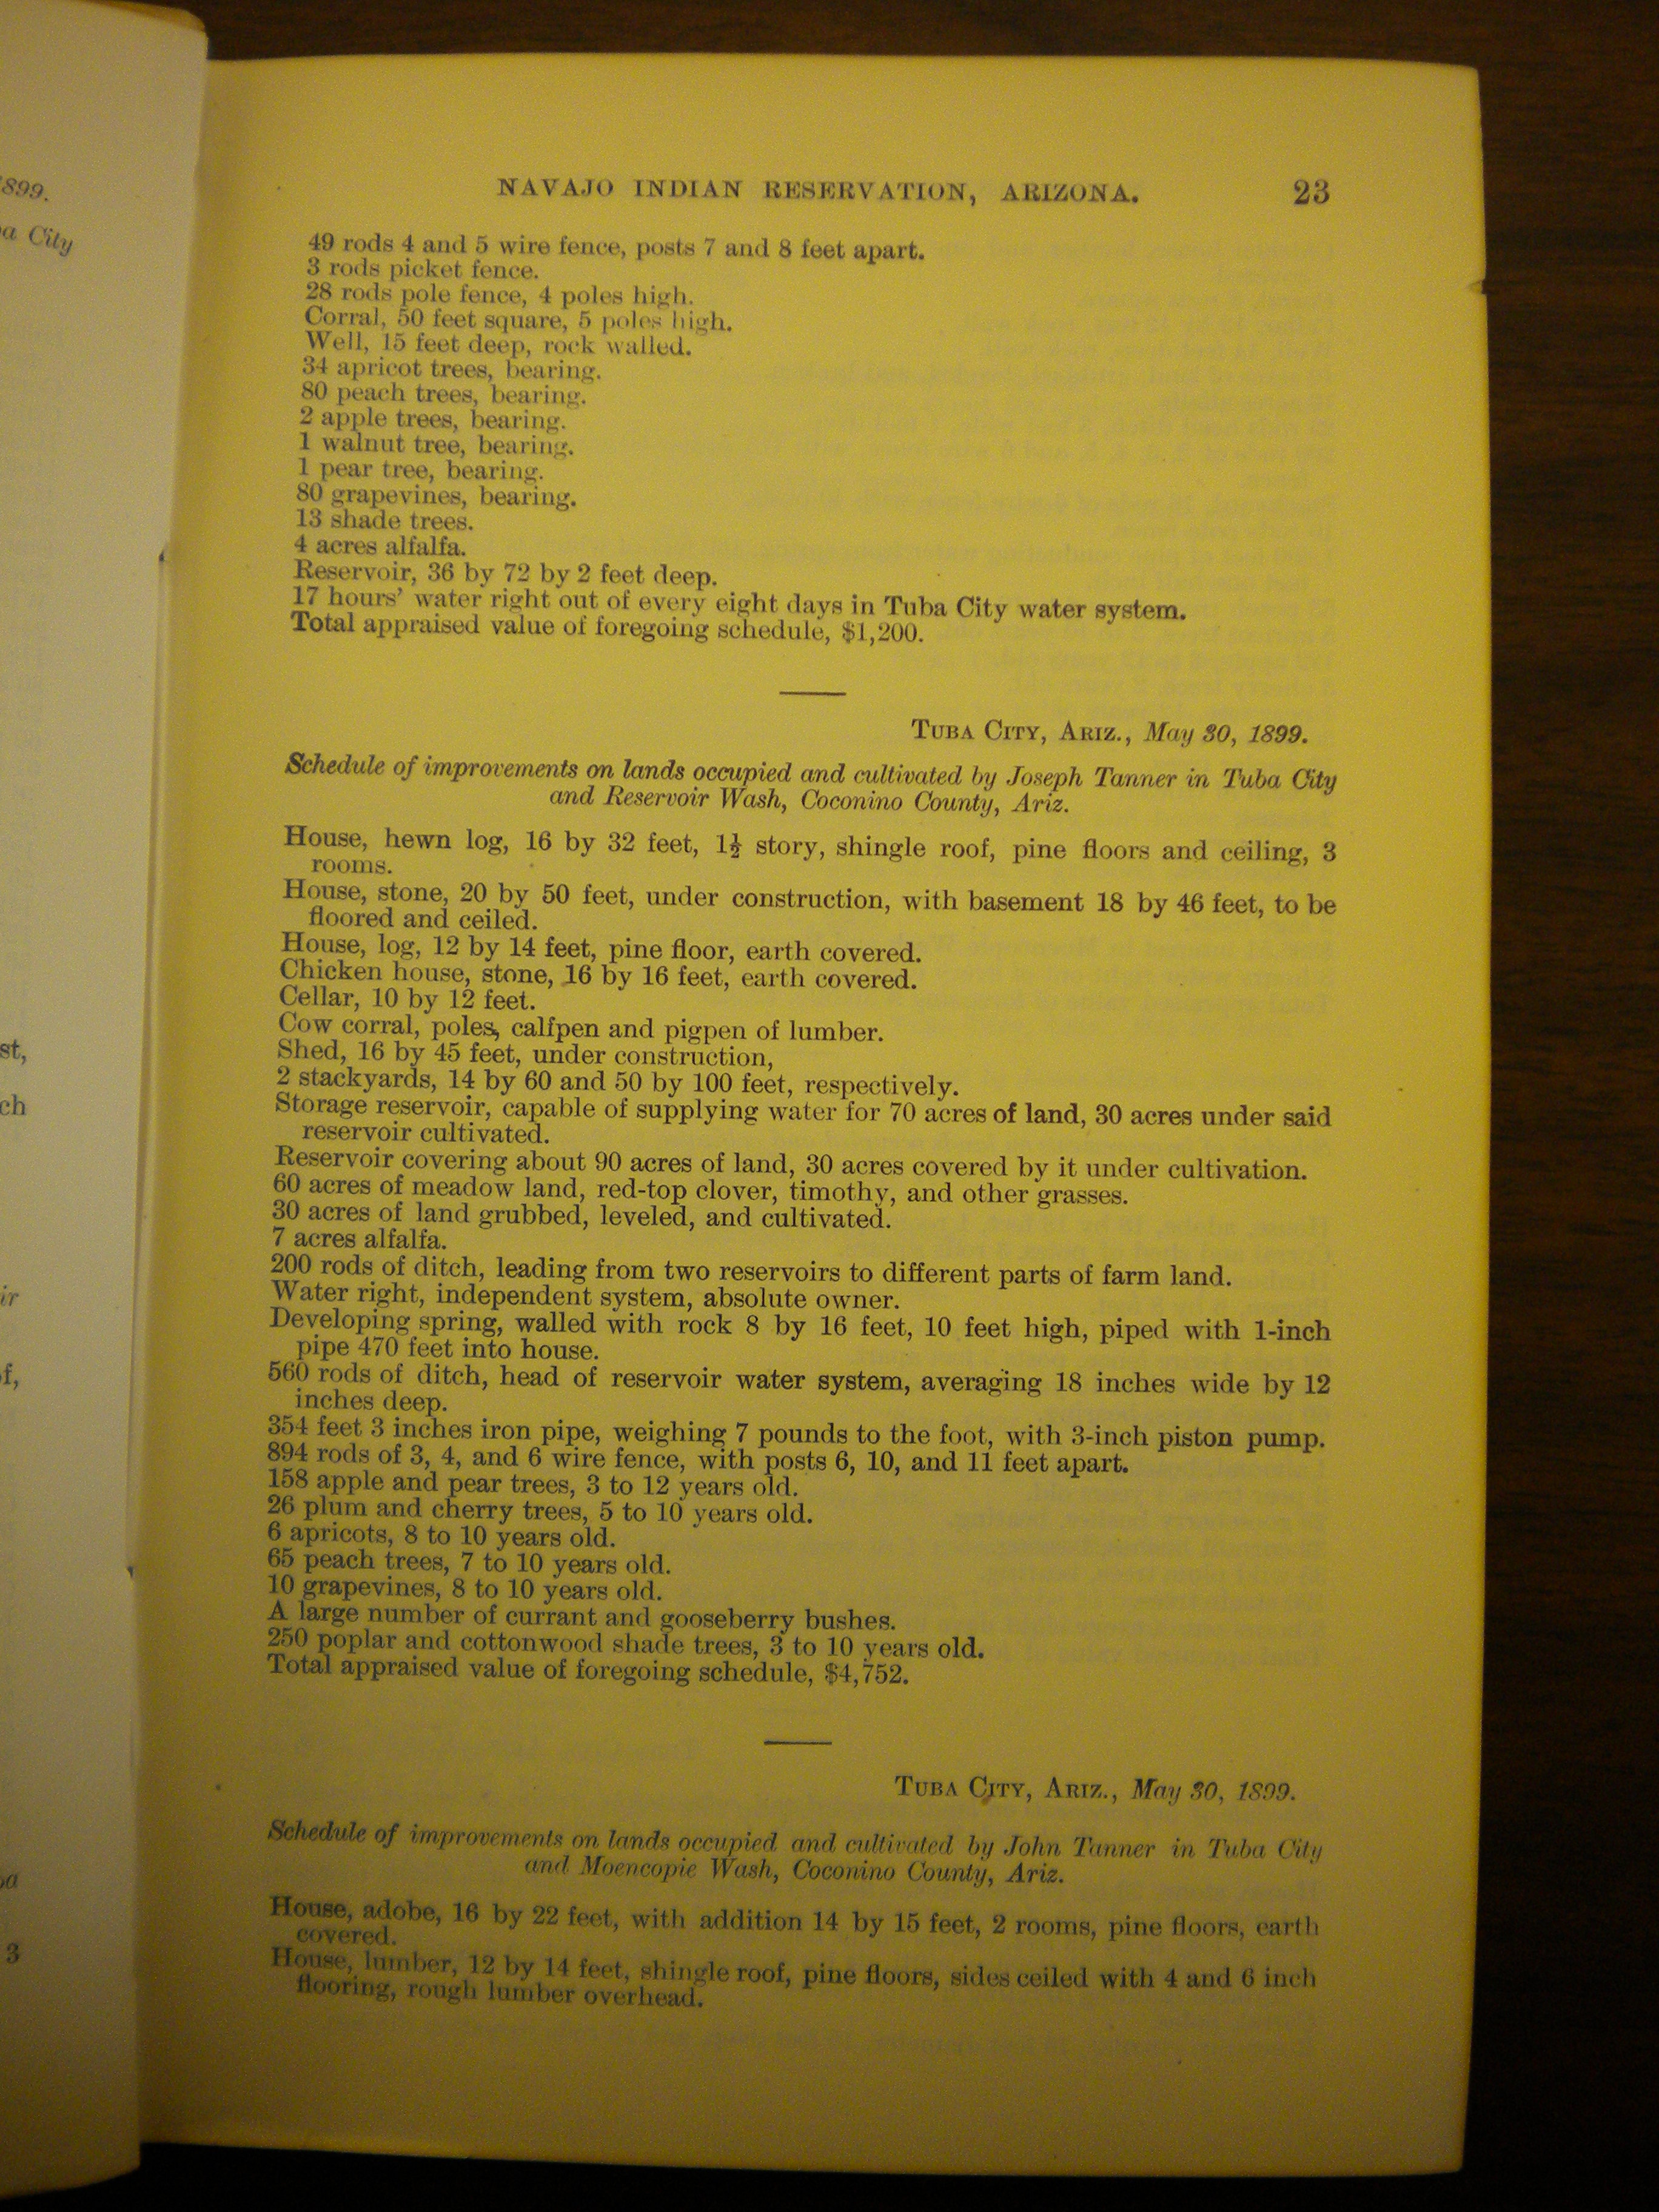 899.
a City
st,
ch
ir
f,
3
NAVAJO INDIAN RESERVATION, ARIZONA. 23
49 rods 4 and 5 wire fence, posts 7 and 8 feet apart.
3 rods picket fence.
28 rods pole fence, 4 poles high.
Corral, 50 feet square, 5 poles high.
Well, 15 feet deep, rock walled.
34 apricot trees, bearing.
80 peach trees, bearing.
2 apple trees, bearing.
1 walnut tree, bearing.
1 pear tree, bearing.
80 grapevines, bearing.
13 shade trees.
4 acres alfalfa.
Reservoir, 36 by 72 by 2 feet deep.
17 hours' water right out of every eight days in Tuba City water system.
Total appraised value of foregoing schedule, $1,200.
TUBA CITY, ARIZ., May 30, 1899.
Schedule of improvements on lands occupied and cultivated by Joseph Tanner in Tuba City
and Reservoir Wash, Coconino County, Ariz.
House, hewn log, 16 by 32 feet, 1½ story, shingle roof, pine floors and ceiling, 3
rooms.
House, stone, 20 by 50 feet, under construction, with basement 18 by 46 feet, to be
floored and ceiled.
House, log, 12 by 14 feet, pine floor, earth covered.
Chicken house, stone, 16 by 16 feet, earth covered.
Cellar, 10 by 12 feet.
Cow corral, poles, calfpen and pigpen of lumber.
Shed, 16 by 45 feet, under construction,
2 stackyards, 14 by 60 and 50 by 100 feet, respectively.
Storage reservoir, capable of supplying water for 70 acres of land, 30 acres under said
reservoir cultivated.
Reservoir covering about 90 acres of land, 30 acres covered by it under cultivation.
60 acres of meadow land, red-top clover, timothy, and other grasses.
30 acres of land grubbed, leveled, and cultivated.
7 acres alfalfa.
200 rods of ditch, leading from two reservoirs to different parts of farm land.
Water right, independent system, absolute owner.
Developing spring, walled with rock 8 by 16 feet, 10 feet high, piped with 1-inch
pipe 470 feet into house.
560 rods of ditch, head of reservoir water system, averaging 18 inches wide by 12
inches deep.
354 feet 3 inches iron pipe, weighing 7 pounds to the foot, with 3-inch piston pump.
894 rods of 3, 4, and 6 wire fence, with posts 6, 10, and 11 feet apart.
158 apple and pear trees, 3 to 12 years old.
26 plum and cherry trees, 5 to 10 years old.
6 apricots, 8 to 10 years old.
65 peach trees, 7 to 10 years old.
10 grapevines, 8 to 10 years old.
A large number of currant and gooseberry bushes.
250 poplar and cottonwood shade trees, 3 to 10 years old.
Total appraised value of foregoing schedule, $4,752.
TUBA CITY, ARIZ., May 30, 1899.
Schedule of improvements on lands occupied and cultivated by John Tanner in Tuba City
and Moencopie Wash, Coconino County, Ariz.
House, adobe, 16 by 22 feet, with addition 14 by 15 feet, 2 rooms, pine floors, earth
covered.
House, lumber, 12 by 14 feet, shingle roof, pine floors, sides ceiled with 4 and 6 inch
flooring, rough lumber overhead.